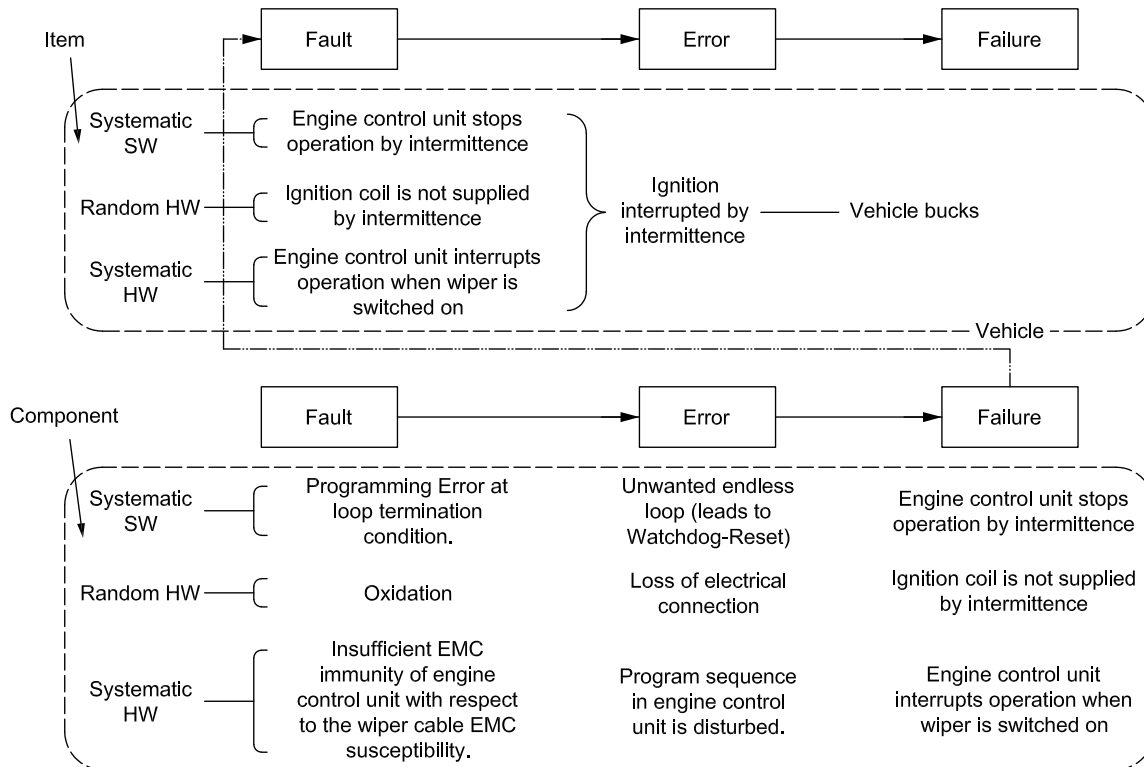 Item
Fault
Error
Failure
Systematic
SW
Engine control unit stops
operation by intermittence
Random HW
Ignition coil is not supplied
by intermittence
Systematic
HW
Engine control unit interrupts
operation when wiper is
switched on
Ignition
interrupted by
intermittence
Vehicle bucks
Vehicle
Component
Fault
Error
Failure
Systematic
SW
Programming Error at
loop termination
condition.
Unwanted endless
loop (leads to
Watchdog-Reset)
Engine control unit stops
operation by intermittence
Random HW
Oxidation
Loss of electrical
connection
Ignition coil is not supplied
by intermittence
Systematic
HW
Insufficient EMC
immunity of engine
control unit with respect
to the wiper cable EMC
susceptibility.
Program sequence
in engine control
unit is disturbed.
Engine control unit
interrupts operation when
wiper is switched on